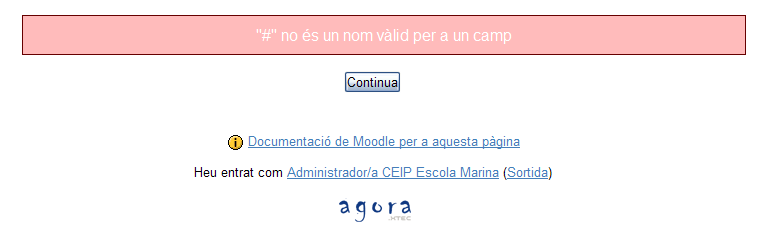 "#" no és un nom vàlid per a un camp
Continua
Documentació de Moodle per a aquesta pàgina
Heu entrat com Administrador/a CEIP Escola Marina (Sortida)
agora
.XTEC